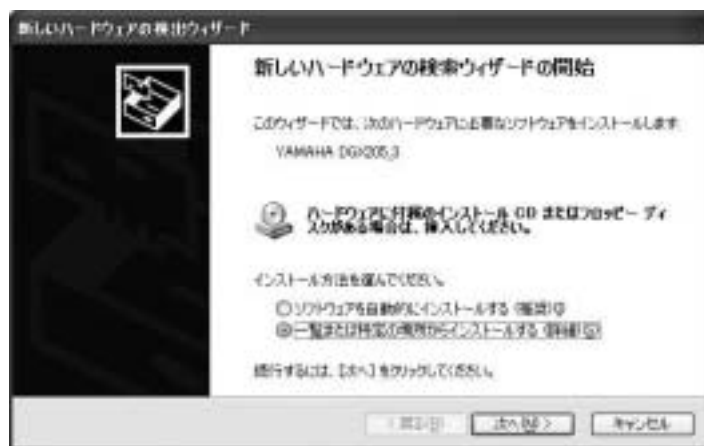 新しいハードウェアの検出ウィザード
新しいハードウェアの検索ウィザードの開始
このウィザードでは、次のハードウェアに必要なソフトウェアをインストールします:
YAMAHA DGX205,3
ハードウェアに付属のインストール CD またはフロッピー ディ
スクがある場合は、挿入してください。
インストール方法を選んでください。
ソフトウェアを自動的にインストールする (推奨)(I)
一覧または特定の場所からインストールする (詳細)(S)
続行するには、[次へ] をクリックしてください。
< 戻る(B)
次へ(N) >
キャンセル